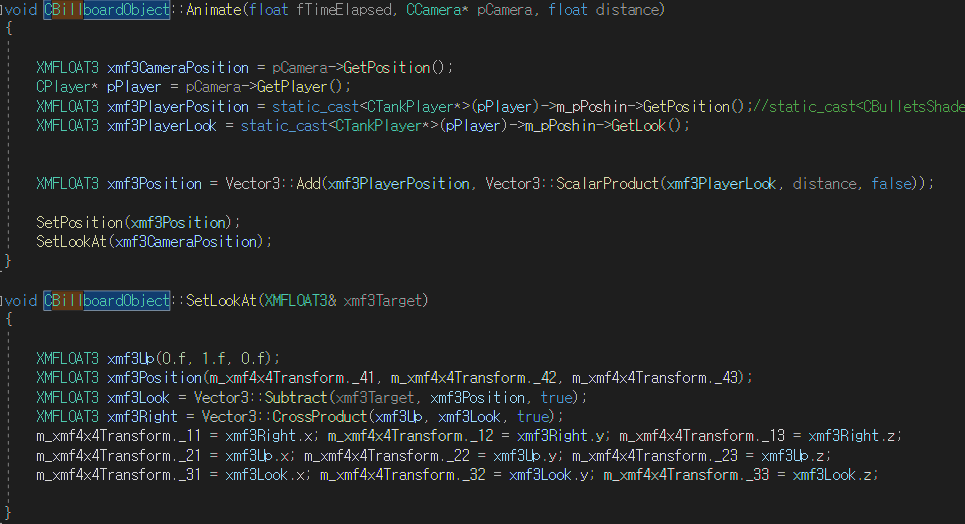 void CBillboardObject::Animate(float fTimeElapsed, CCamera* pCamera, float distance)
{
XMFLOAT3 xmf3CameraPosition = pCamera->GetPosition();
CPlayer* pPlayer = pCamera->GetPlayer();
XMFLOAT3 xmf3PlayerPosition = static_cast<CTankPlayer*>(pPlayer)->m_pPoshin->GetPosition();//static_cast<CBulletsShade
XMFLOAT3 xmf3PlayerLook = static_cast<CTankPlayer*>(pPlayer)->m_pPoshin->GetLook();
XMFLOAT3 xmf3Position = Vector3::Add(xmf3PlayerPosition, Vector3::ScalarProduct(xmf3PlayerLook, distance, false));
SetPosition(xmf3Position);
SetLookAt(xmf3CameraPosition);
}
void CBillboardObject::SetLookAt(XMFLOAT3& xmf3Target)
{
XMFLOAT3 xmf3Up(0.f, 1.f, 0.f);
XMFLOAT3 xmf3Position(m_xmf4x4Transform._41, m_xmf4x4Transform._42, m_xmf4x4Transform._43);
XMFLOAT3 xmf3Look = Vector3::Subtract(xmf3Target, xmf3Position, true);
XMFLOAT3 xmf3Right = Vector3::CrossProduct(xmf3Up, xmf3Look, true);
m_xmf4x4Transform._11 = xmf3Right.x; m_xmf4x4Transform._12 = xmf3Right.y; m_xmf4x4Transform._13 = xmf3Right.z;
m_xmf4x4Transform._21 = xmf3Up.x; m_xmf4x4Transform._22 = xmf3Up.y; m_xmf4x4Transform._23 = xmf3Up.z;
m_xmf4x4Transform._31 = xmf3Look.x; m_xmf4x4Transform._32 = xmf3Look.y; m_xmf4x4Transform._33 = xmf3Look.z;
}